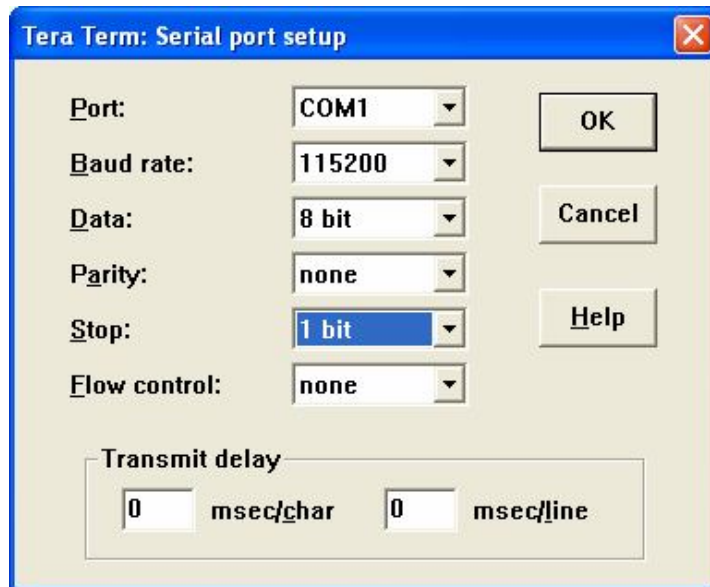 Tera Term: Serial port setup
Port: COM1
OK
Baud rate: 115200
Data: 8 bit
Cancel
Parity: none
Stop: 1 bit
Help
Flow control: none
Transmit delay
0 msec/char 0 msec/line